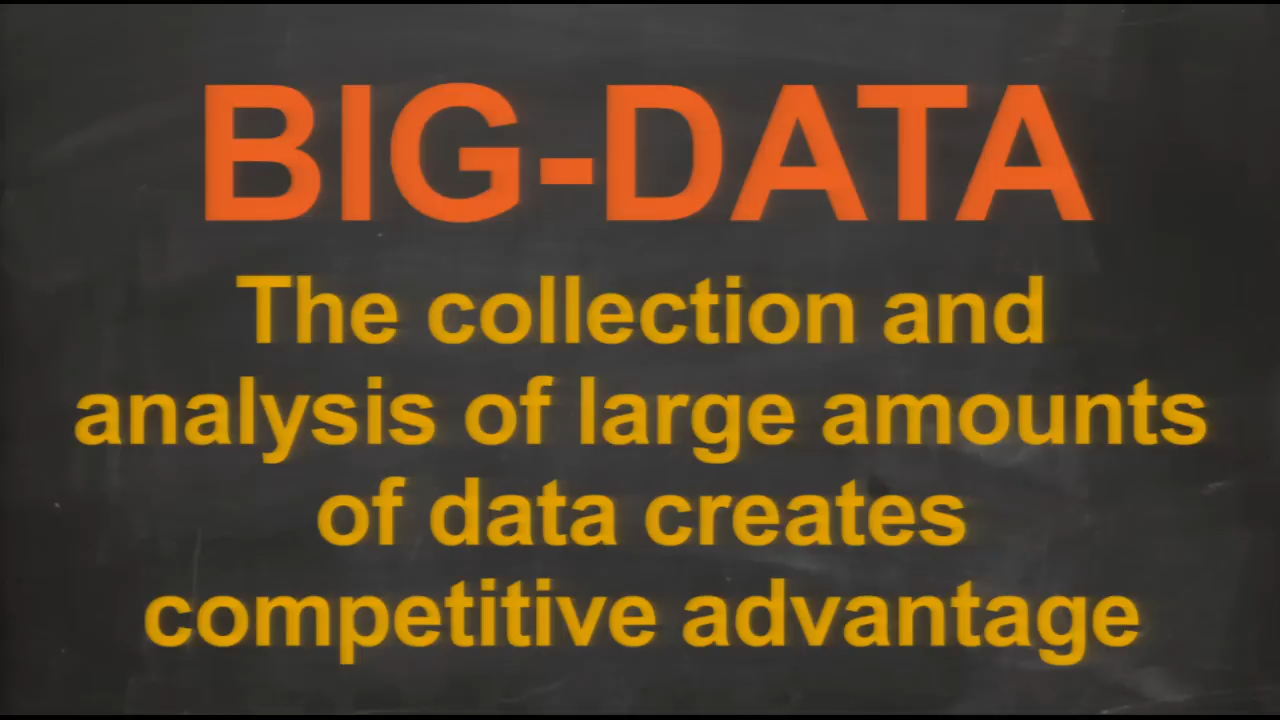 BIG-DATA
The collection and
analysis of large amounts
of data creates
competitive advantage